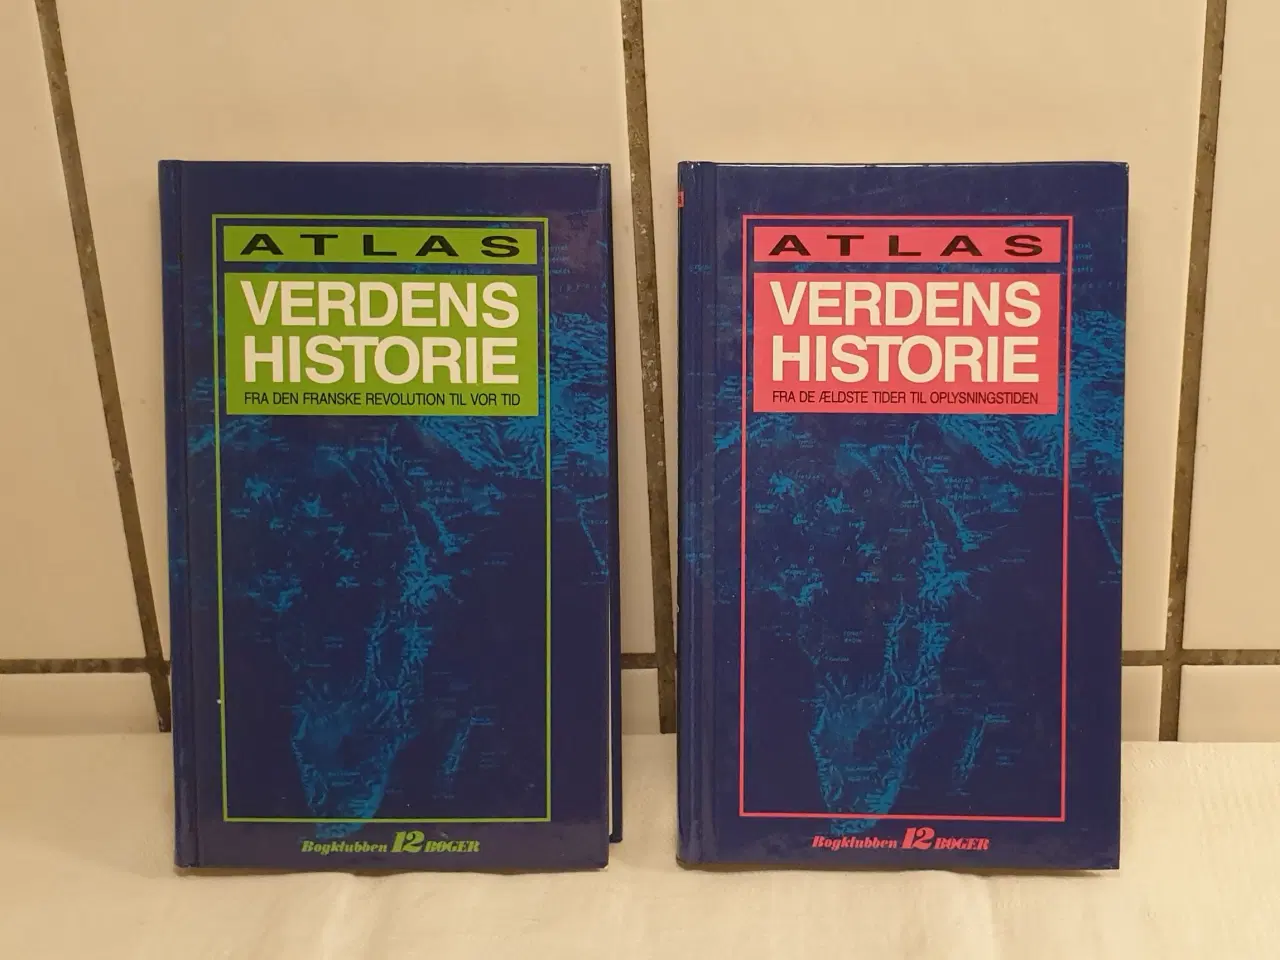 ATLAS
VERDENS
HISTORIE
FRA DEN FRANSKE REVOLUTION TIL VOR TID
Bogklubben 12 BØGER
ATLAS
VERDENS
HISTORIE
FRA DE ÆLDSTE TIDER TIL OPLYSNINGSTIDEN
Bogklubben 12 BØGER